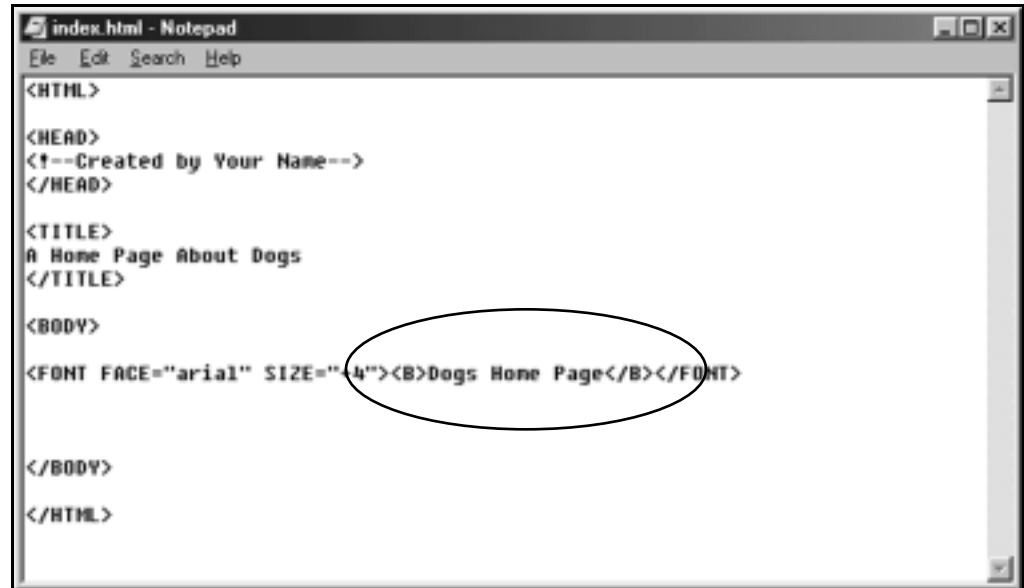 index.html - Notepad
File Edit Search Help
<HTML>
<HEAD>
<!--Created by Your Name-->
</HEAD>
<TITLE>
A Home Page About Dogs
</TITLE>
<BODY>
<FONT FACE="arial" SIZE="+4"><B>Dogs Home Page</B></FONT>
</BODY>
</HTML>